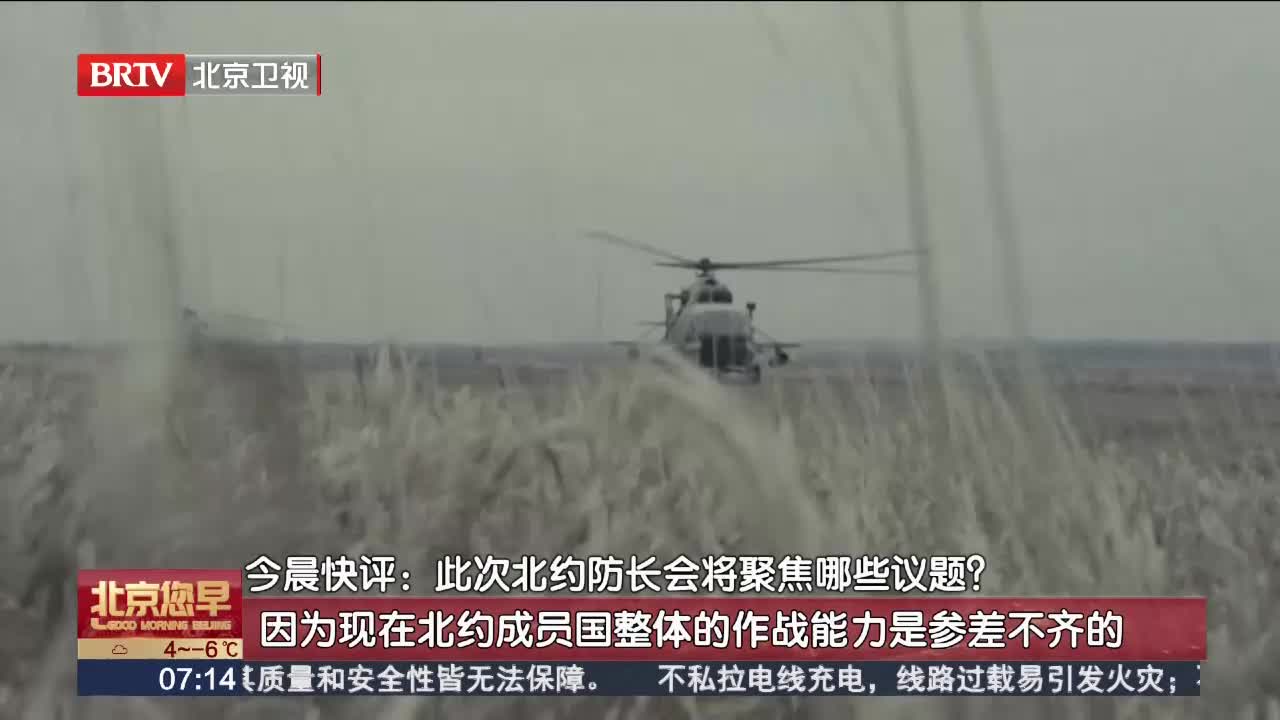 BRTV 北京卫视
今晨快评：此次北约防长会将聚焦哪些议题？
北京您早
GOOD MORNING BEIJING
因为现在北约成员国整体的作战能力是参差不齐的
4~-6℃
07:14 质量和安全性皆无法保障。 不私拉电线充电，线路过载易引发火灾；